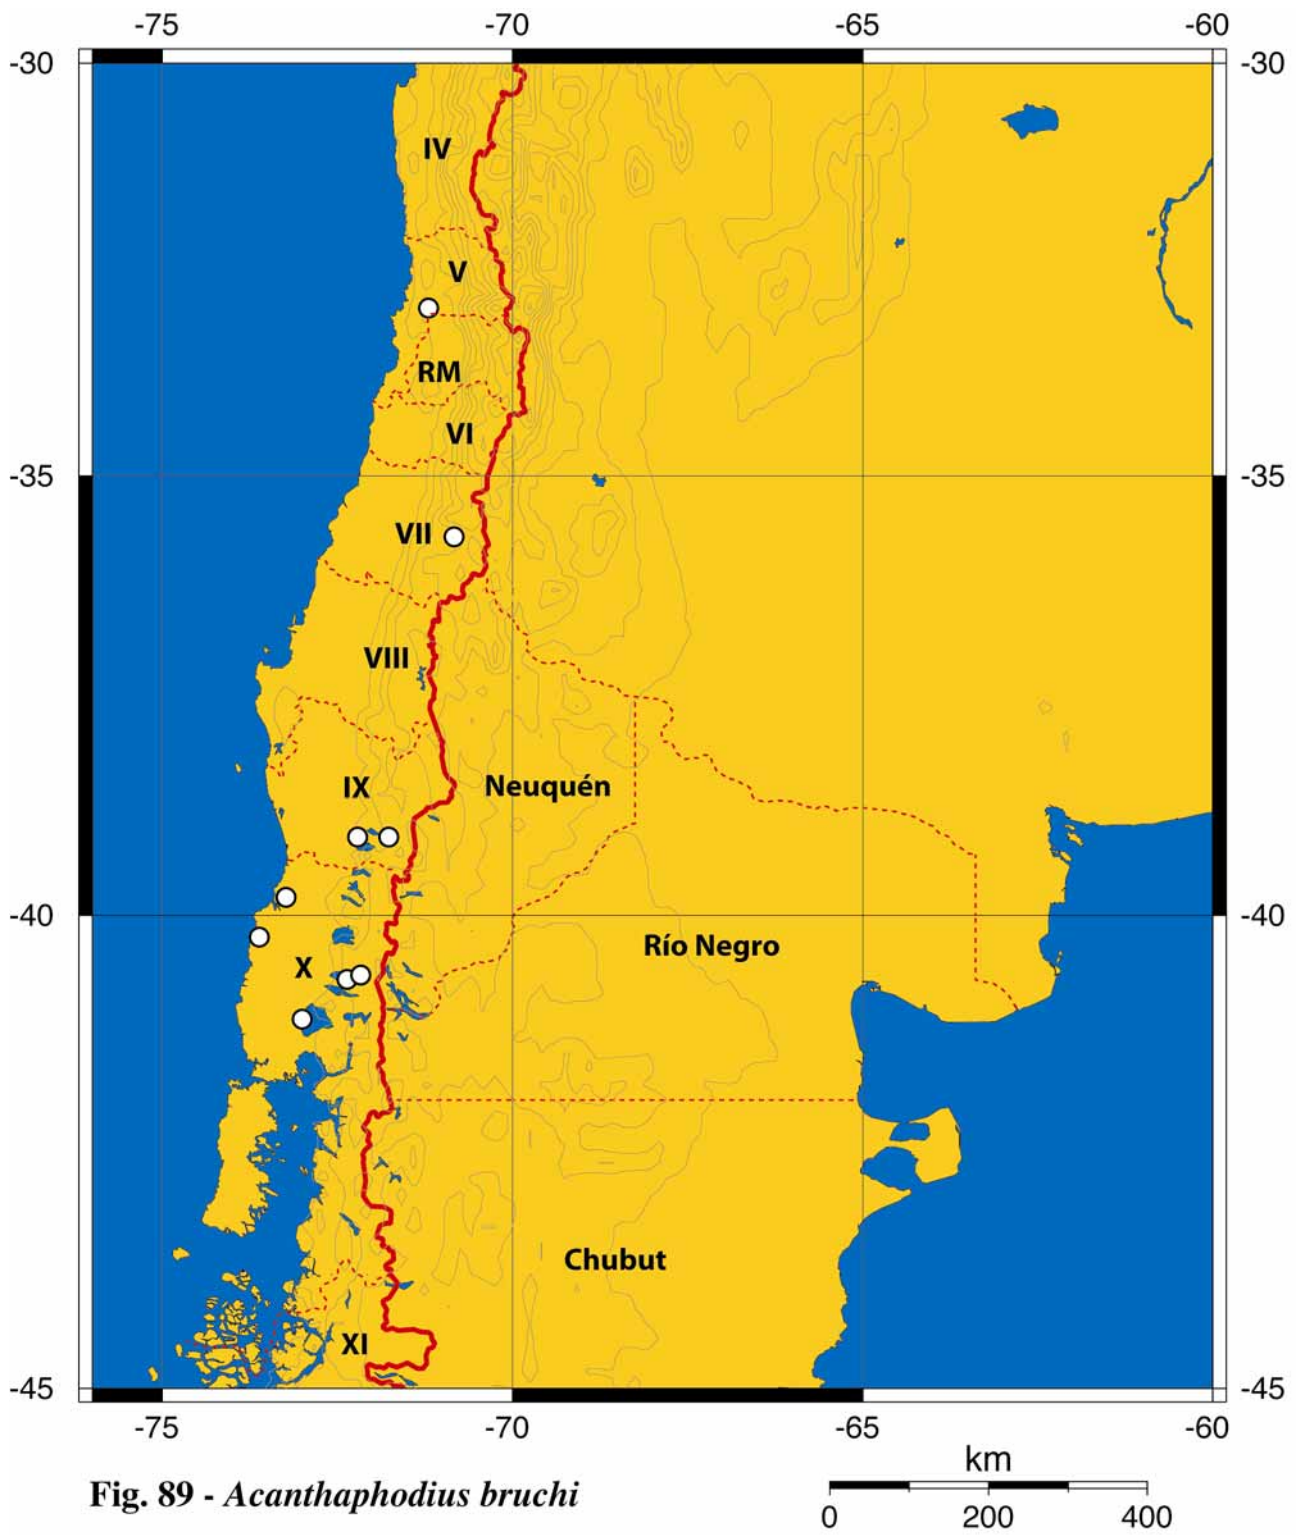 -75 -70 -65 -60
-30 -30
IV
V
RM
VI
-35 -35
VII
VIII
IX Neuquén
-40 -40
Río Negro
X
Chubut
XI
-45 -45
-75 -70 -65 -60
km
Fig. 89 - Acanthaphodius bruchi
0 200 400